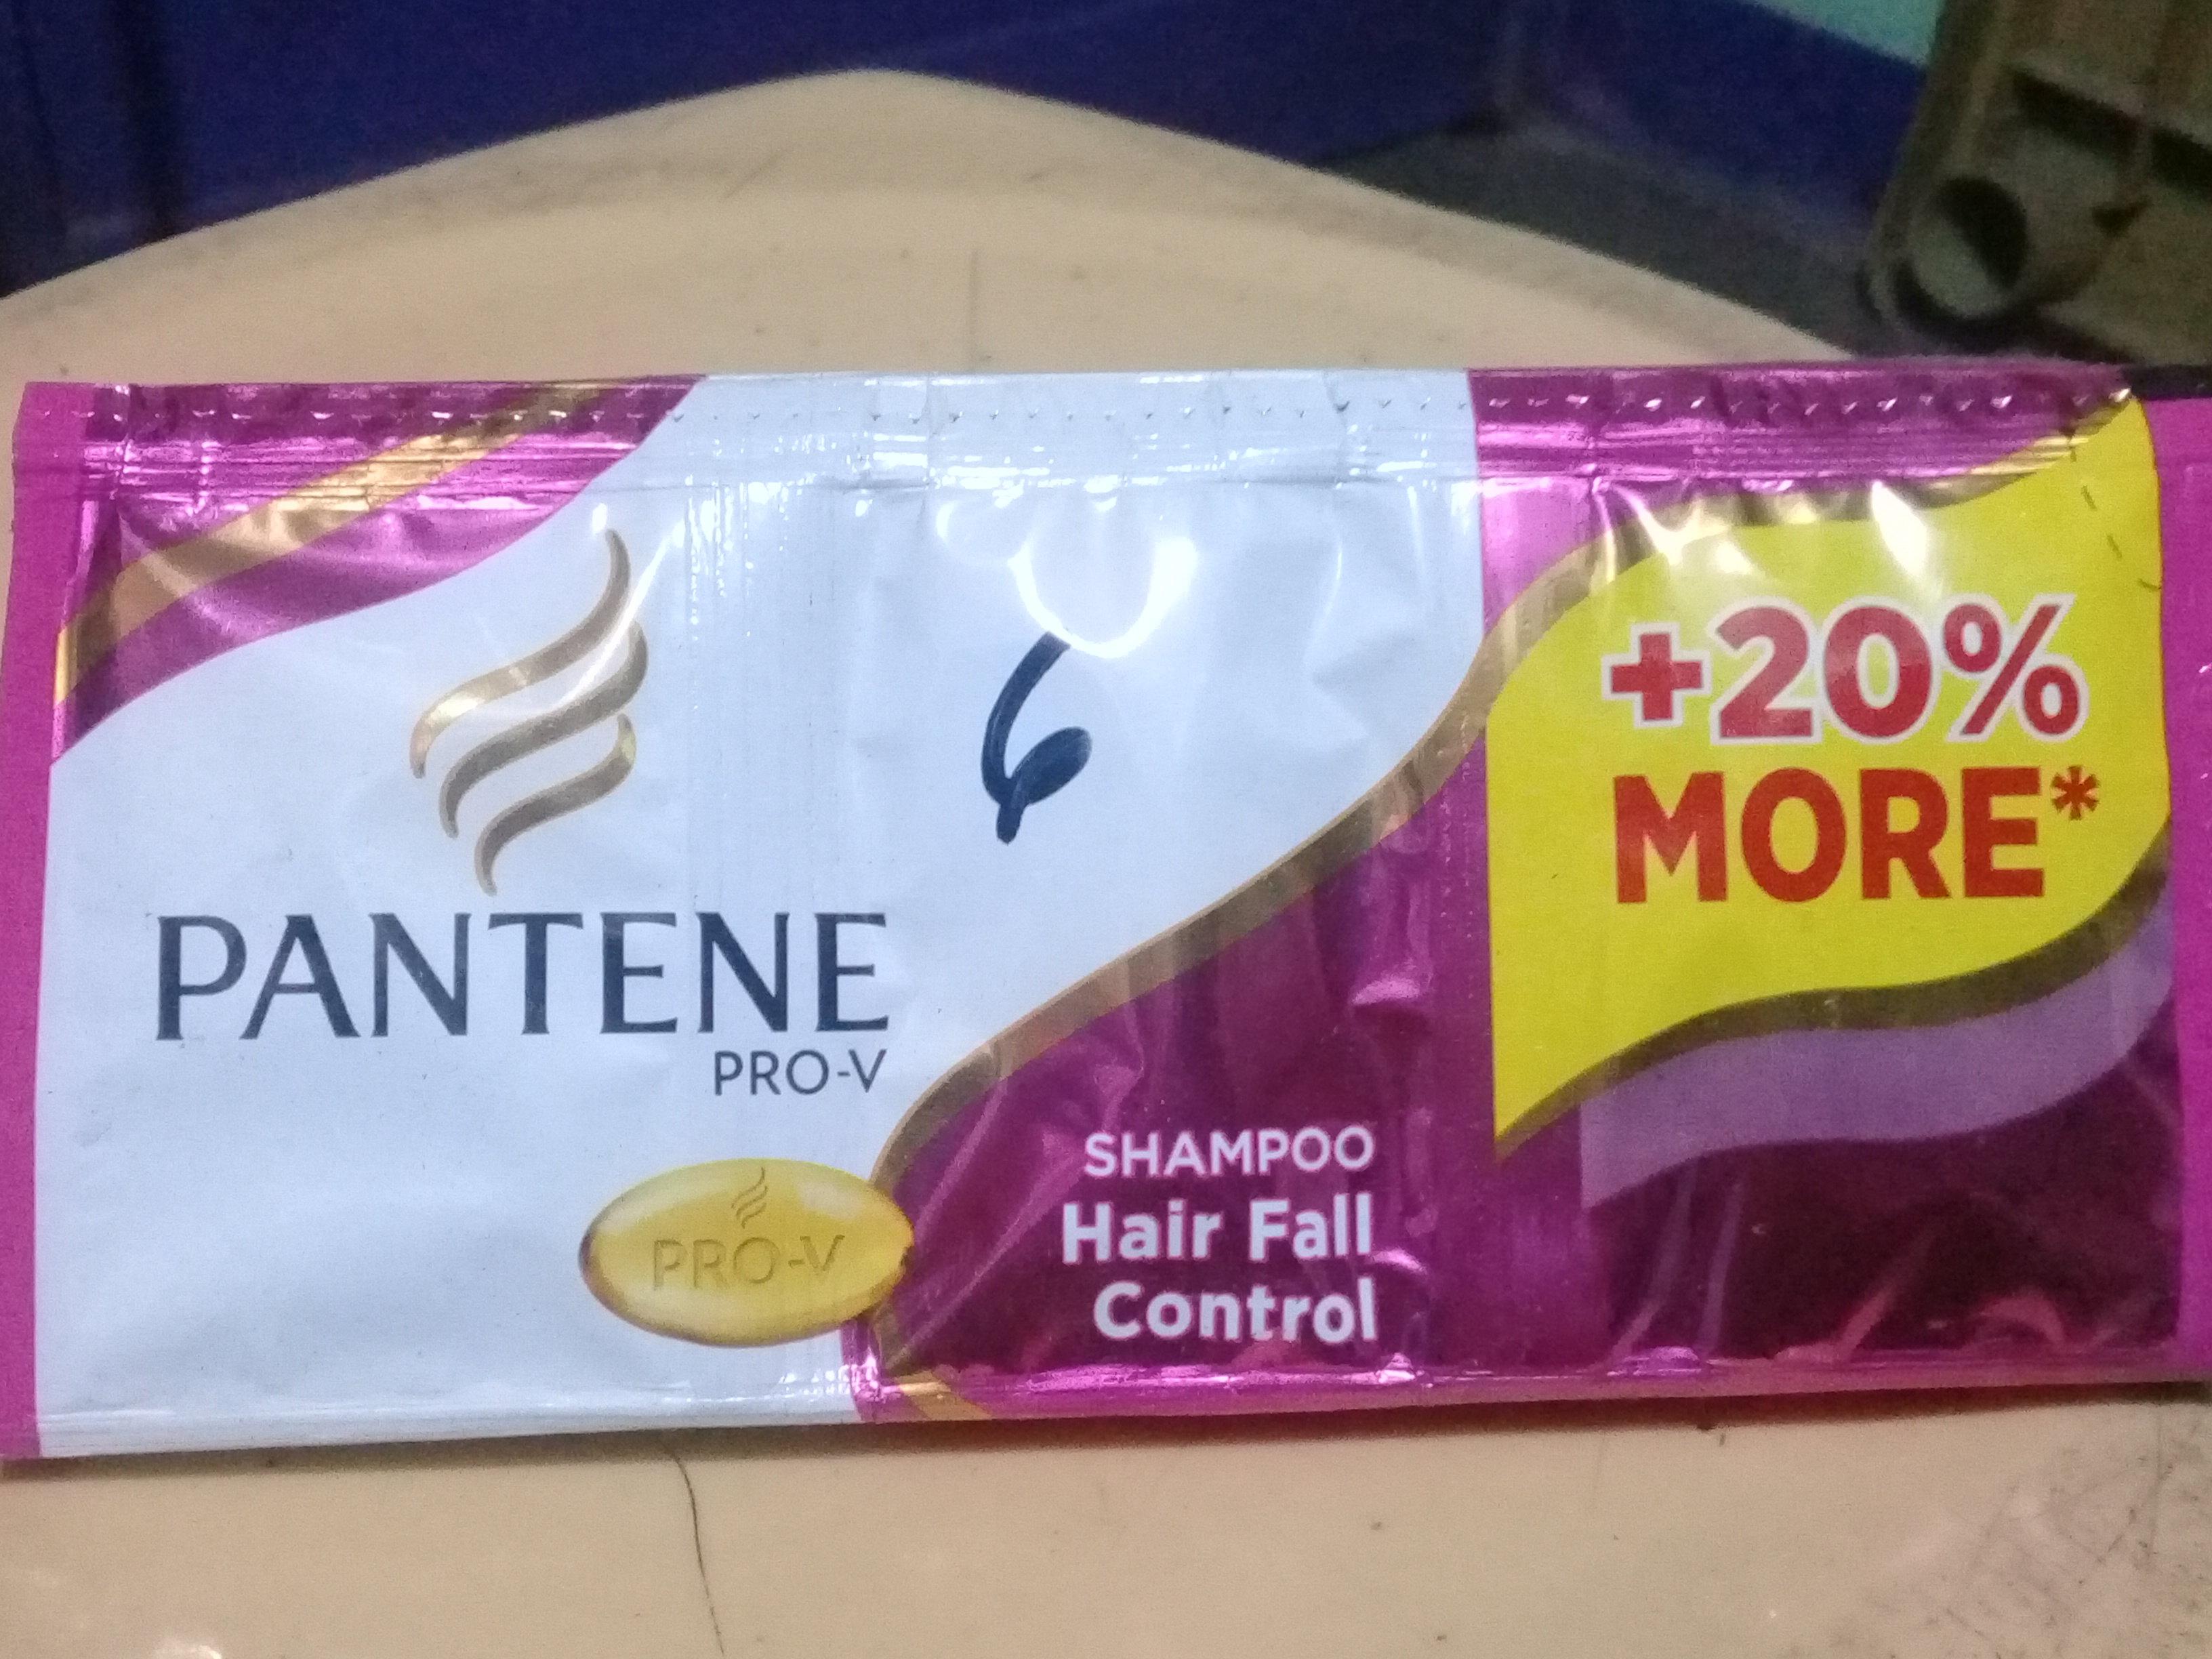 6
+20%
MORE*
PANTENE
PRO-V
PRO-V
SHAMPOO
Hair Fall
Control